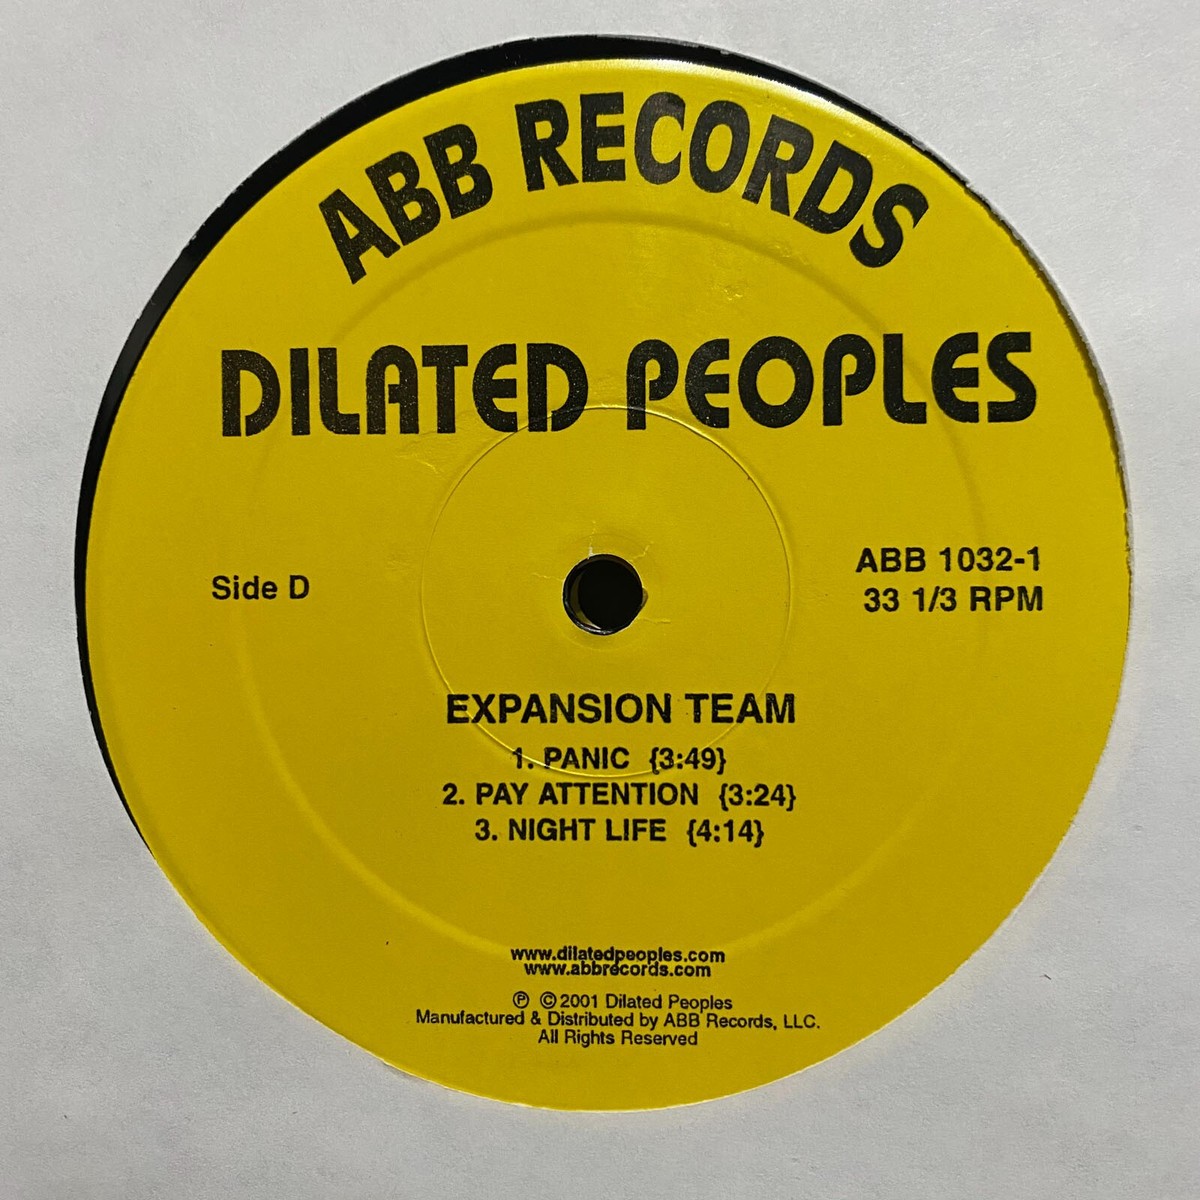 ABB RECORDS
DILATED PEOPLES
Side D
ABB 1032-1
33 1/3 RPM
EXPANSION TEAM
1. PANIC {3:49}
2. PAY ATTENTION {3:24}
3. NIGHT LIFE {4:14}
www.dilatedpeoples.com
www.abbrecords.com
℗ © 2001 Dilated Peoples
Manufactured & Distributed by ABB Records, LLC.
All Rights Reserved